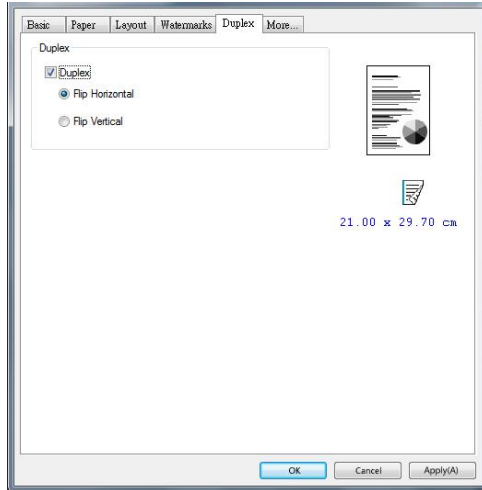 Basic Paper Layout Watermarks Duplex More...
Duplex
Duplex
Flip Horizontal
Flip Vertical
21.00 x 29.70 cm
OK Cancel Apply(A)